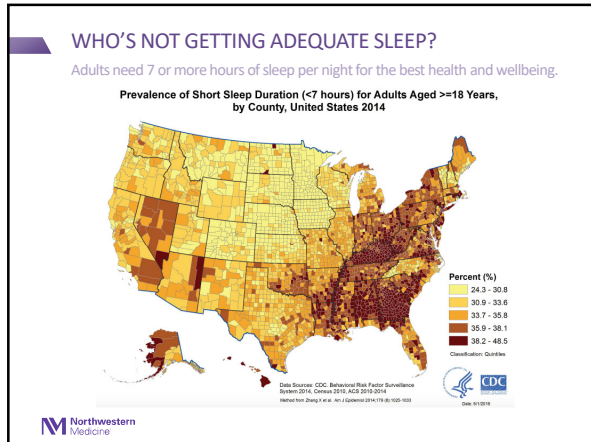 WHO'S NOT GETTING ADEQUATE SLEEP?
Adults need 7 or more hours of sleep per night for the best health and wellbeing.
Prevalence of Short Sleep Duration (<7 hours) for Adults Aged >=18 Years,
by County, United States 2014
Percent (%)
24.3 - 30.8
30.9 - 33.6
33.7 - 35.8
35.9 - 38.1
38.2 - 48.5
Classification: Quintiles
Data Sources: CDC. Behavioral Risk Factor Surveillance
System 2014, Census 2010, ACS 2010-2014
Method from Zhang X et al. Am J Epidemiol 2014;179 (8):1025-1033
CDC
Northwestern
Medicine